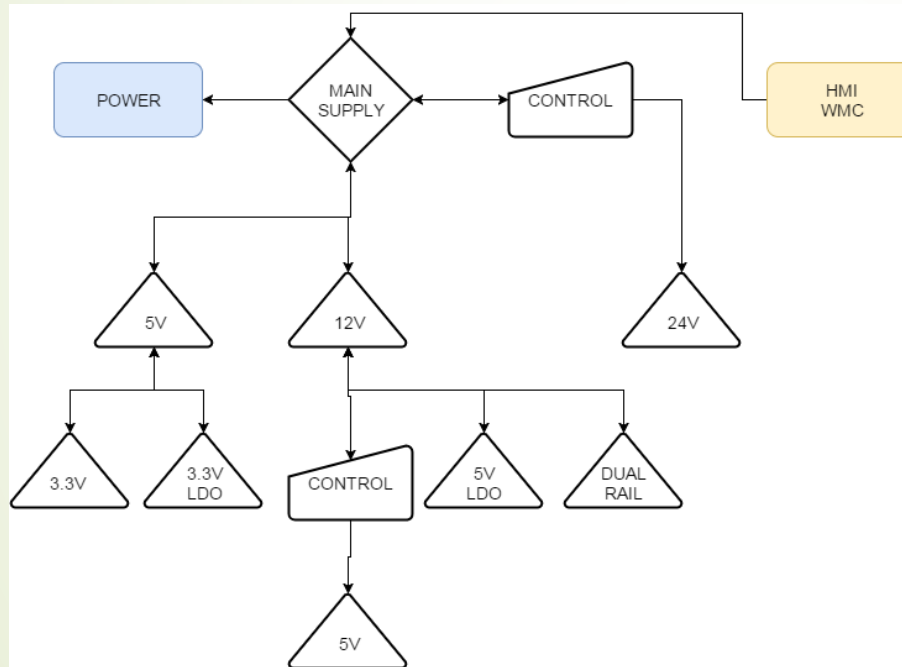 POWER
MAIN
SUPPLY
CONTROL
HMI
WMC
5V
12V
24V
3.3V
3.3V
LDO
CONTROL
5V
LDO
DUAL
RAIL
5V